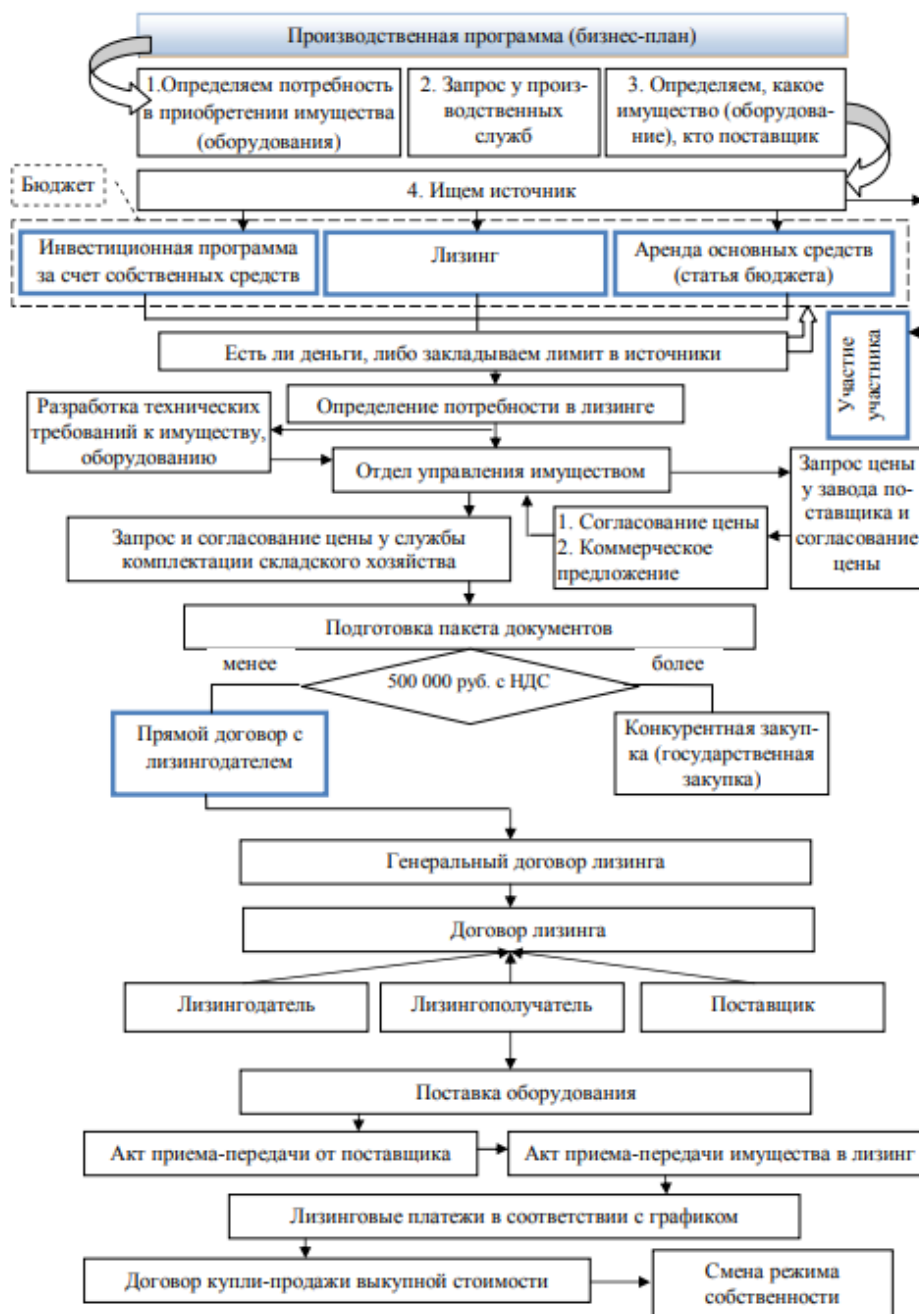 Производственная программа (бизнес-план)
1.Определяем потребность
в приобретении имущества
(оборудования)
2. Запрос у произ-
водственных
служб
3. Определяем, какое
имущество (оборудова-
ние), кто поставщик
Бюджет
4. Ищем источник
Инвестиционная программа
за счет собственных средств
Лизинг
Аренда основных средств
(статья бюджета)
Есть ли деньги, либо закладываем лимит в источники
Участие
участника
Определение потребности в лизинге
Разработка технических
требований к имуществу,
оборудованию
Отдел управления имуществом
Запрос цены
у завода по-
ставщика и
согласование
цены
1. Согласование цены
2. Коммерческое
предложение
Запрос и согласование цены у службы
комплектации складского хозяйства
Подготовка пакета документов
менее
более
500 000 руб. с НДС
Прямой договор с
лизингодателем
Конкурентная закуп-
ка (государственная
закупка)
Генеральный договор лизинга
Договор лизинга
Лизингодатель
Лизингополучатель
Поставщик
Поставка оборудования
Акт приема-передачи от поставщика
Акт приема-передачи имущества в лизинг
Лизинговые платежи в соответствии с графиком
Договор купли-продажи выкупной стоимости
Смена режима
собственности